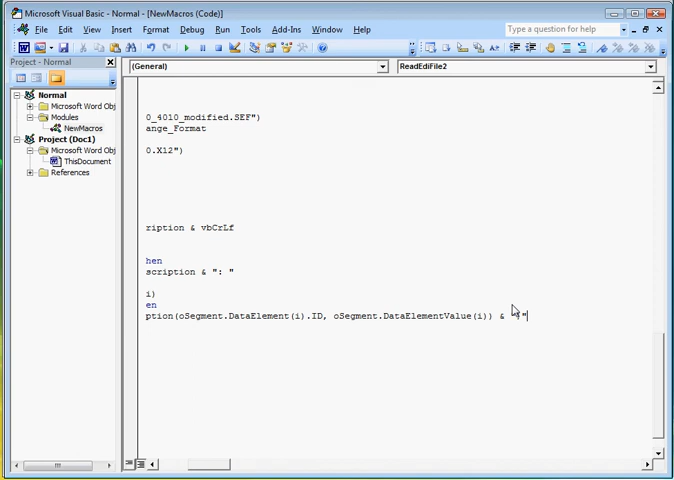 Microsoft Visual Basic - Normal - [NewMacros (Code)]
File Edit View Insert Format Debug Run Tools Add-Ins Window Help
Type a question for help
Project - Normal
(General)
ReadEdiFile2
Normal
Microsoft Word Obj
Modules
NewMacros
Project (Doc1)
Microsoft Word Obj
ThisDocument
References
0_4010_modified.SEF")
ange_Format
0.X12")
ription & vbCrLf
hen
scription & ": "
i)
en
ption(oSegment.DataElement(i).ID, oSegment.DataElementValue(i)) &